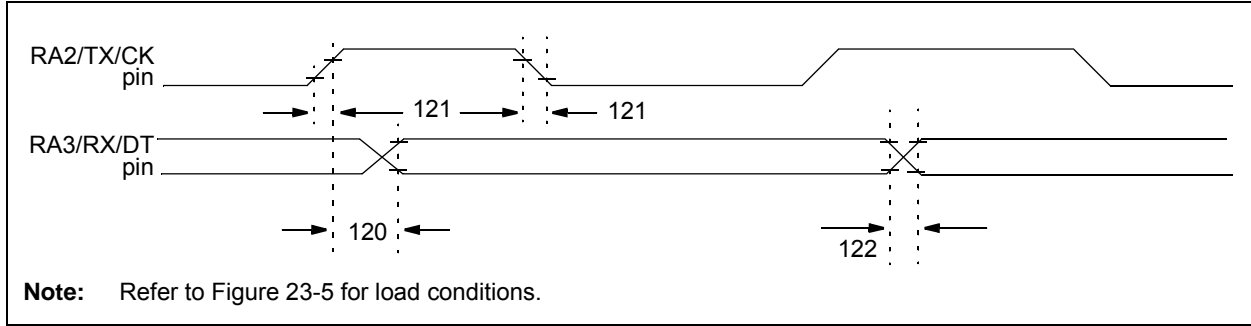 RA2/TX/CK
pin
121
121
RA3/RX/DT
pin
120
122
Note: Refer to Figure 23-5 for load conditions.